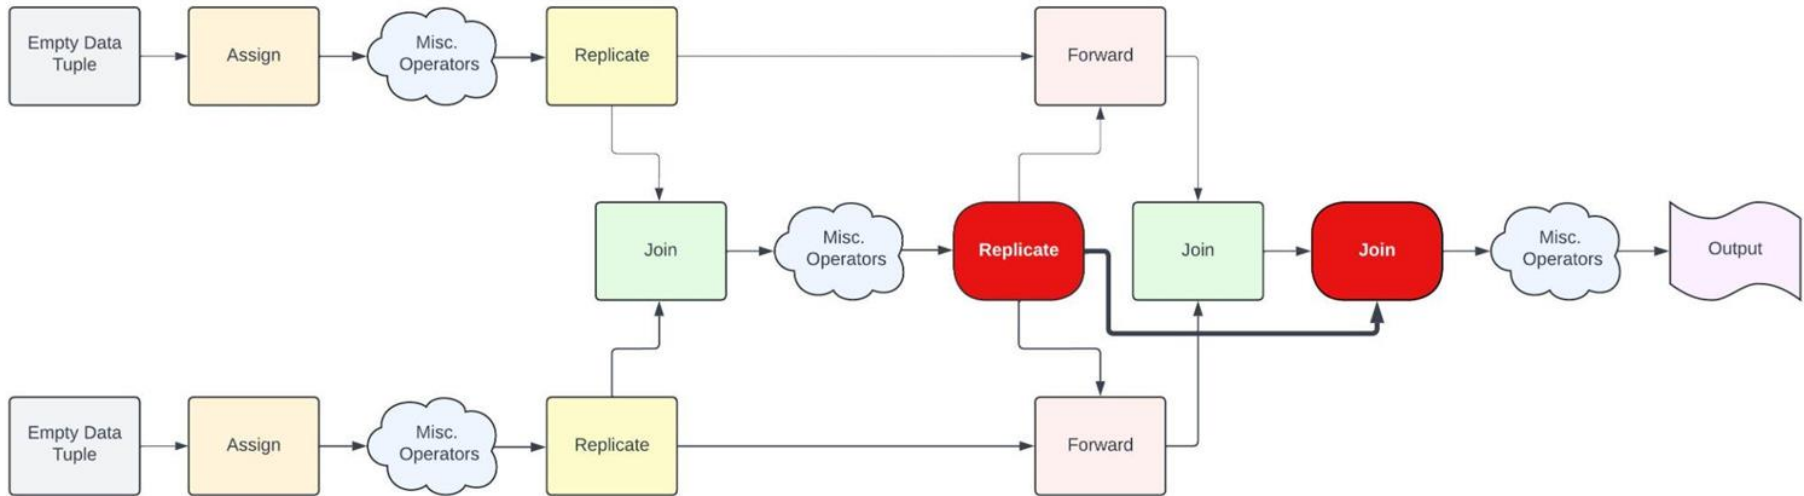 Empty Data
Tuple
Assign
Misc.
Operators
Replicate
Forward
Join
Misc.
Operators
Replicate
Join
Join
Misc.
Operators
Output
Empty Data
Tuple
Assign
Misc.
Operators
Replicate
Forward